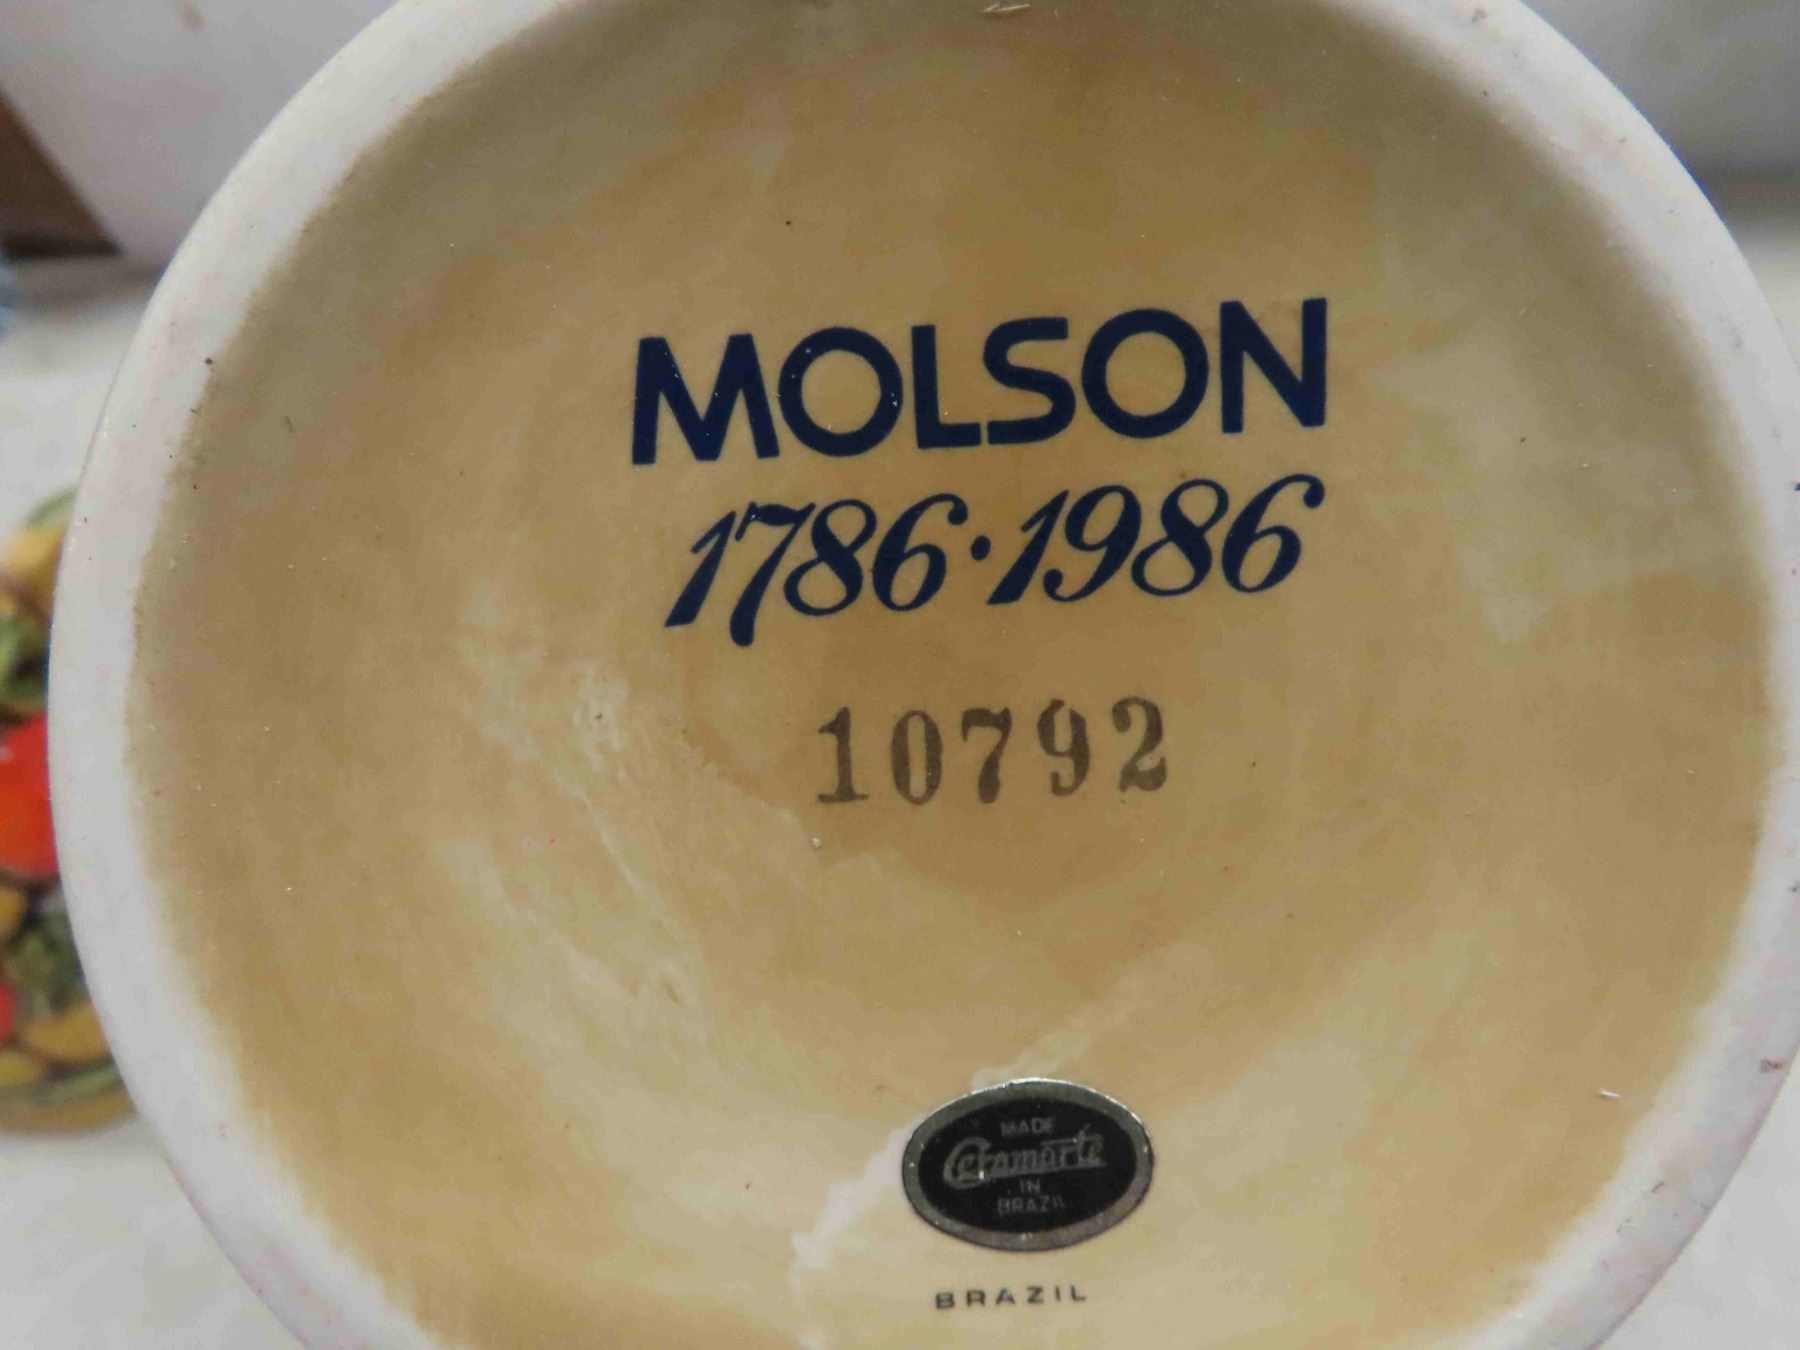 MOLSON
1786·1986
10792
MADE
Ceramarte
IN
BRAZIL
BRAZIL